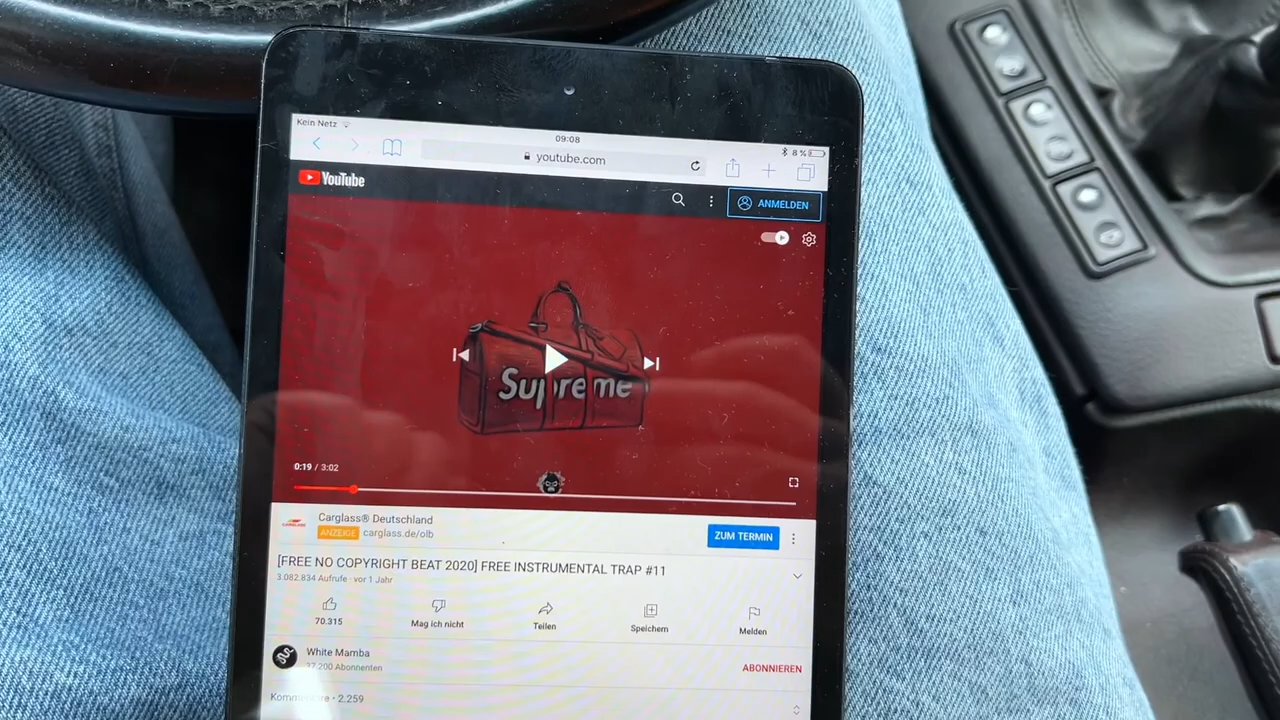 Kein Netz
09:08
8 %
youtube.com
YouTube
ANMELDEN
Supreme
0:19 / 3:02
CARGLASS
Carglass® Deutschland
ANZEIGE carglass.de/olb
ZUM TERMIN
[FREE NO COPYRIGHT BEAT 2020] FREE INSTRUMENTAL TRAP #11
3.082.834 Aufrufe · vor 1 Jahr
70.315
Mag ich nicht
Teilen
Speichern
Melden
White Mamba
37.200 Abonnenten
ABONNIEREN
Kommentare • 2.259